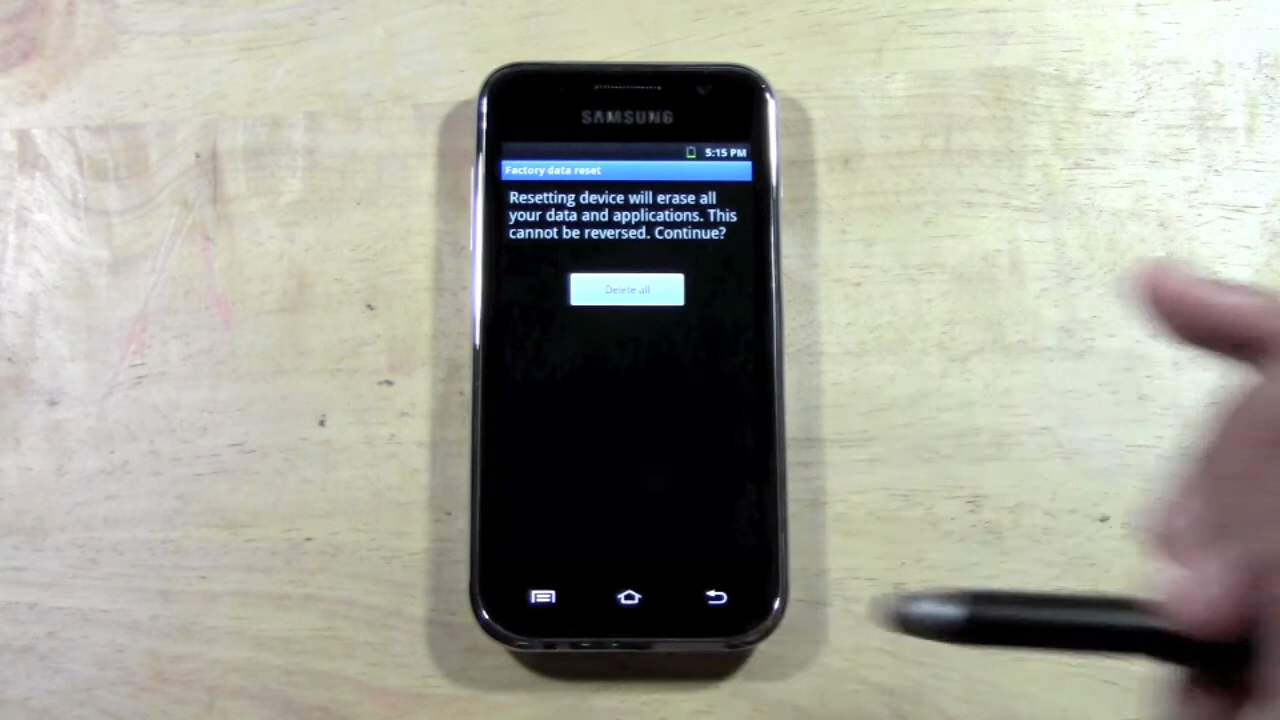 SAMSUNG
5:15 PM
Factory data reset
Resetting device will erase all
your data and applications. This
cannot be reversed. Continue?
Delete all